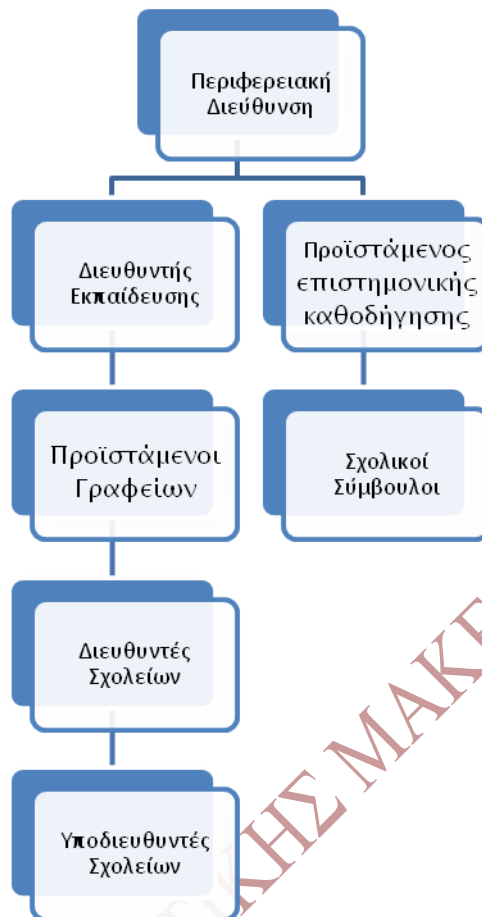 Περιφερειακή
Διεύθυνση
Διευθυντής
Εκπαίδευσης
Προϊστάμενος
επιστημονικής
καθοδήγησης
Προϊστάμενοι
Γραφείων
Σχολικοί
Σύμβουλοι
Διευθυντές
Σχολείων
Υποδιευθυντές
Σχολείων